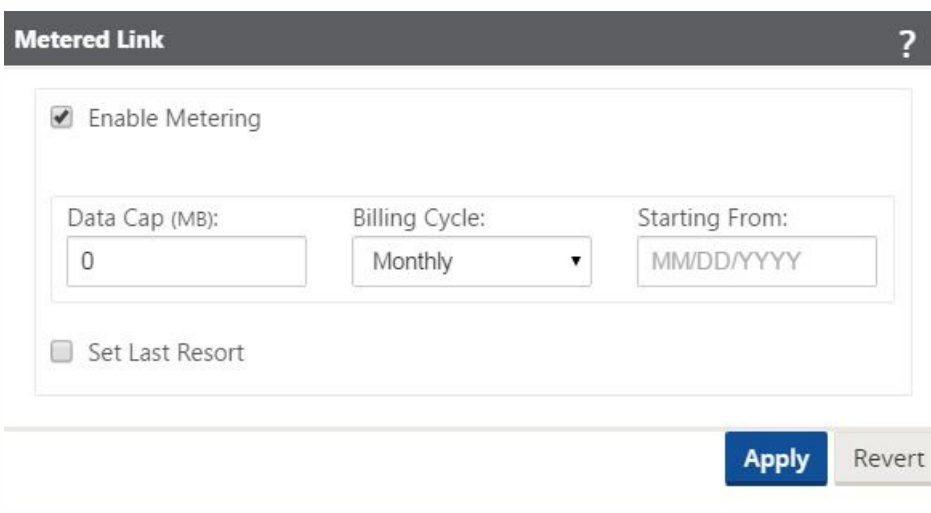 Metered Link ?
Enable Metering
Data Cap (MB): Billing Cycle: Starting From:
0 Monthly MM/DD/YYYY
Set Last Resort
Apply Revert